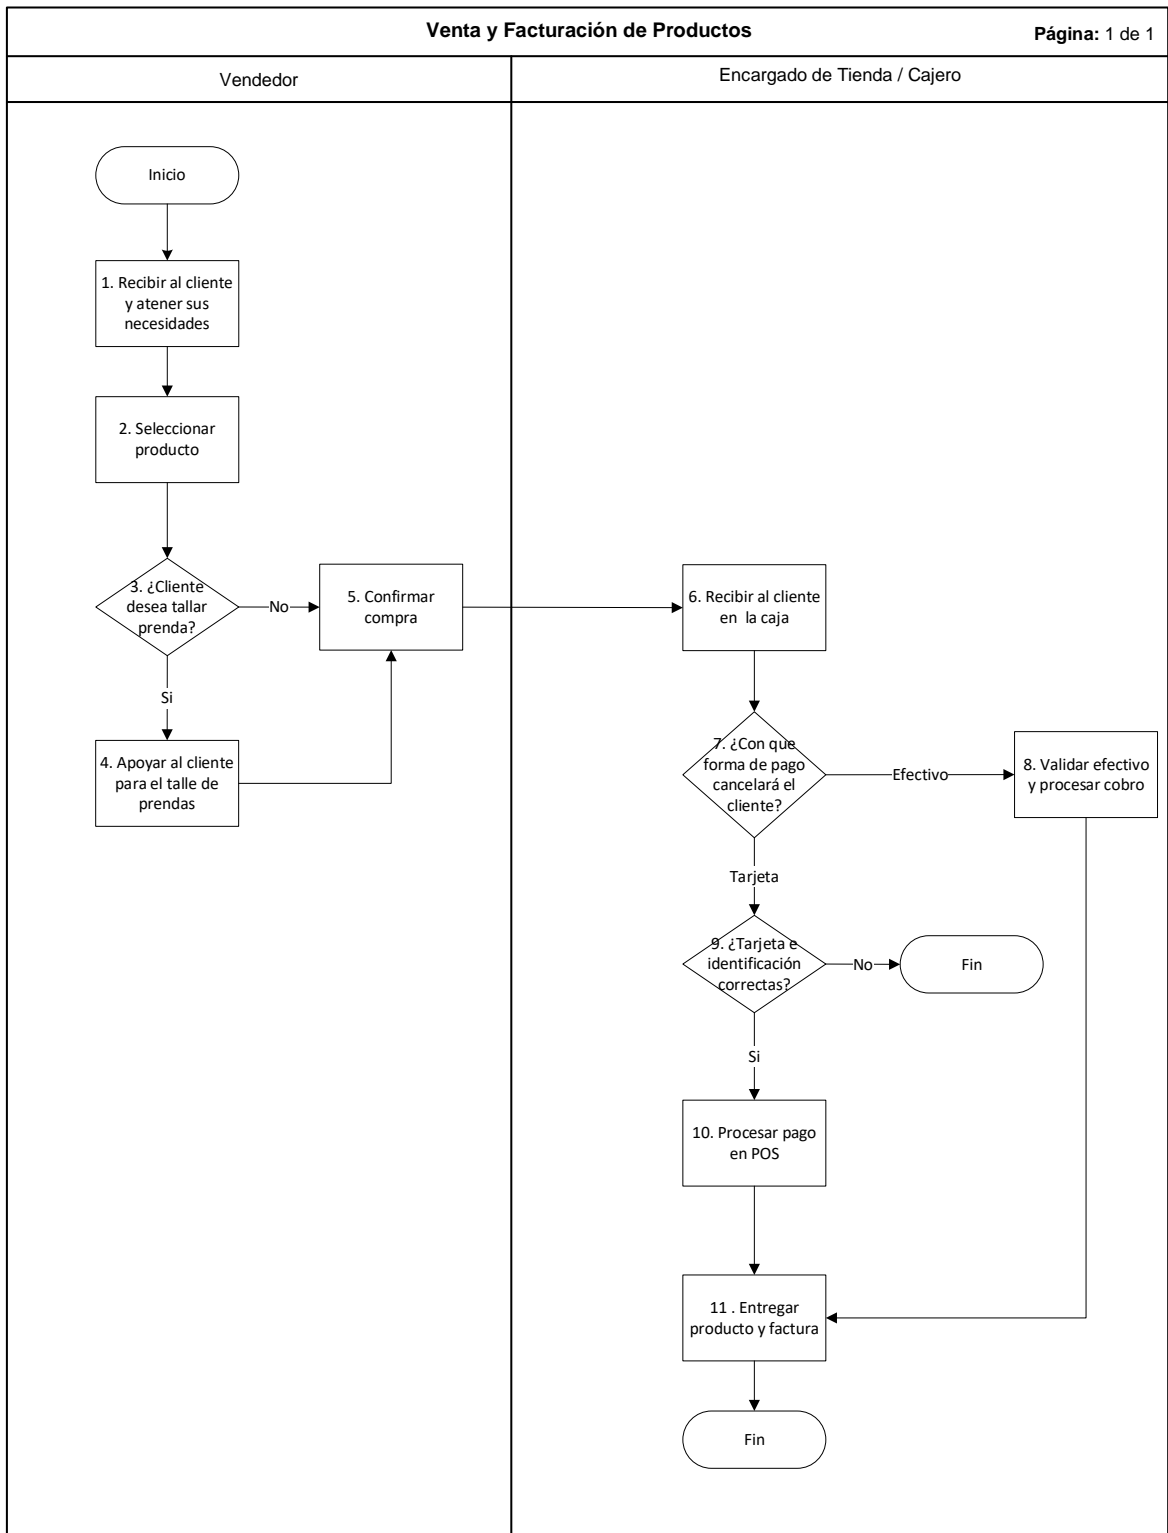 Venta y Facturación de Productos
Página: 1 de 1
Vendedor
Encargado de Tienda / Cajero
Inicio
1. Recibir al cliente
y atener sus
necesidades
2. Seleccionar
producto
3. ¿Cliente
desea tallar
prenda?
No
5. Confirmar
compra
Si
4. Apoyar al cliente
para el talle de
prendas
6. Recibir al cliente
en la caja
7. ¿Con que
forma de pago
cancelará el
cliente?
Efectivo
8. Validar efectivo
y procesar cobro
Tarjeta
9. ¿Tarjeta e
identificación
correctas?
No
Fin
Si
10. Procesar pago
en POS
11 . Entregar
producto y factura
Fin